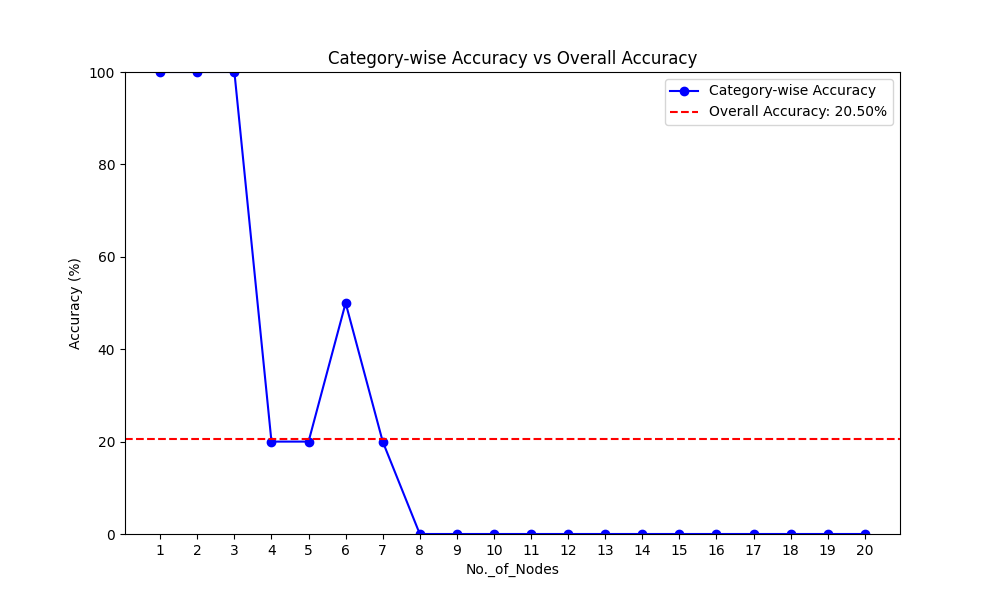 Category-wise Accuracy vs Overall Accuracy
Category-wise Accuracy
Overall Accuracy: 20.50%
Accuracy (%)
100
80
60
40
20
0
1 2 3 4 5 6 7 8 9 10 11 12 13 14 15 16 17 18 19 20
No._of_Nodes